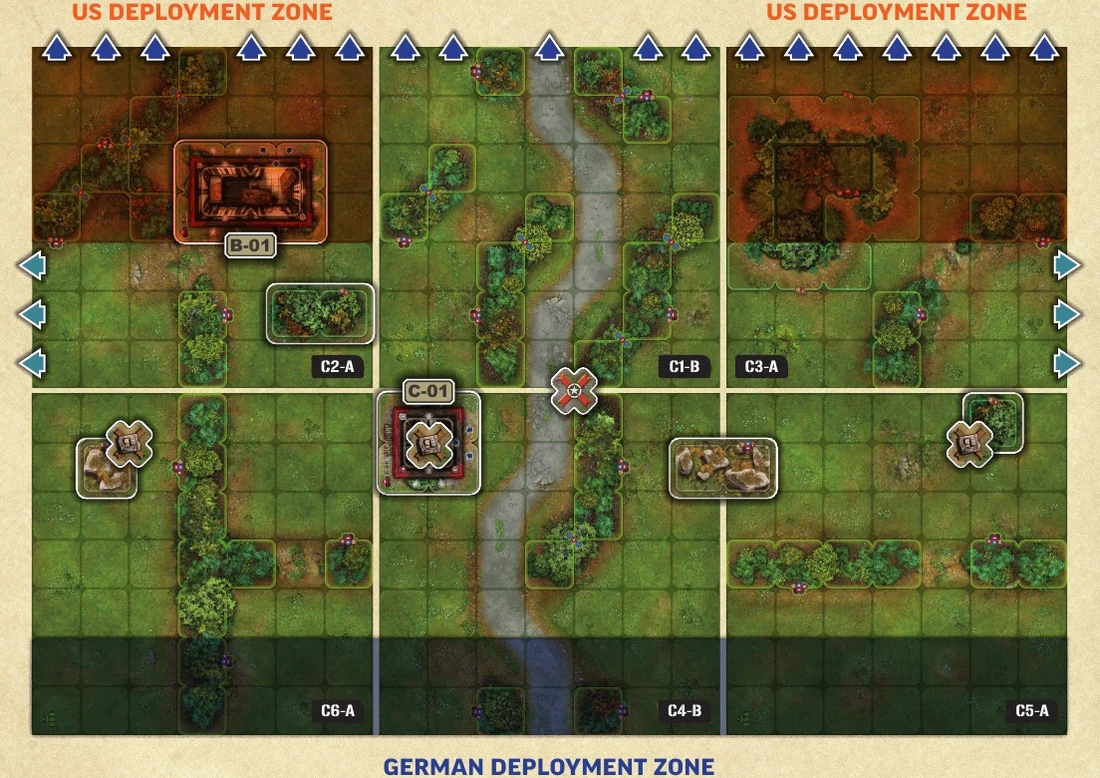 US DEPLOYMENT ZONE
US DEPLOYMENT ZONE
B-01
C2-A
C1-B
C3-A
C-01
C6-A
C4-B
C5-A
GERMAN DEPLOYMENT ZONE